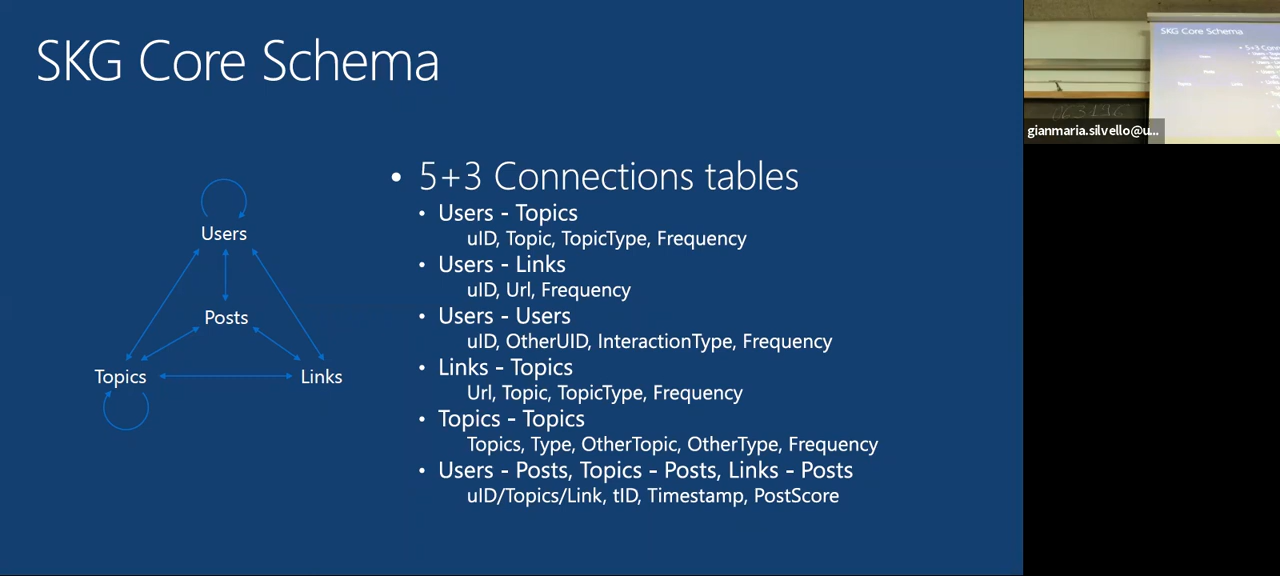 SKG Core Schema
Users
Posts
Topics
Links
• 5+3 Connections tables
• Users - Topics
uID, Topic, TopicType, Frequency
• Users - Links
uID, Url, Frequency
• Users - Users
uID, OtherUID, InteractionType, Frequency
• Links - Topics
Url, Topic, TopicType, Frequency
• Topics - Topics
Topics, Type, OtherTopic, OtherType, Frequency
• Users - Posts, Topics - Posts, Links - Posts
uID/Topics/Link, tID, Timestamp, PostScore
SKG Core Schema
gianmaria.silvello@u...